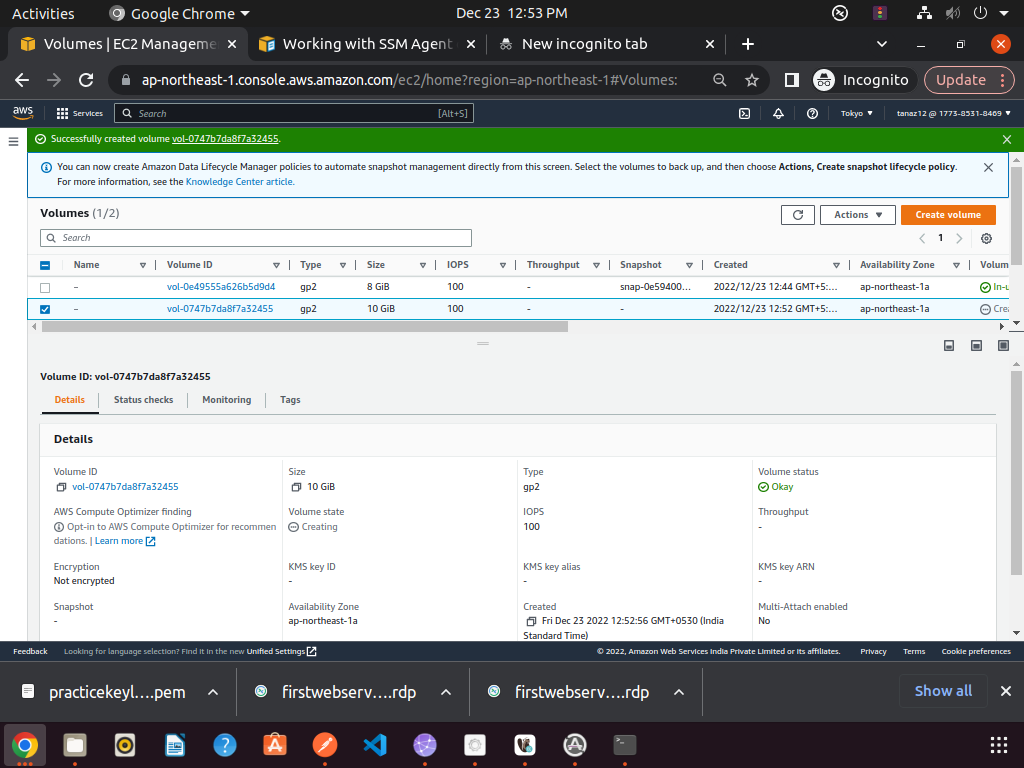 Activities
Google Chrome
Dec 23 12:53 PM
Volumes | EC2 Manageme
Working with SSM Agent
New incognito tab
ap-northeast-1.console.aws.amazon.com/ec2/home?region=ap-northeast-1#Volumes:
Incognito
Update
aws
Services
Search
[Alt+S]
Tokyo
tanaz12 @ 1773-8531-8469
Successfully created volume vol-0747b7da8f7a32455.
You can now create Amazon Data Lifecycle Manager policies to automate snapshot management directly from this screen. Select the volumes to back up, and then choose Actions, Create snapshot lifecycle policy.
For more information, see the Knowledge Center article.
Volumes (1/2)
Actions
Create volume
Search
1
Name Volume ID Type Size IOPS Throughput Snapshot Created Availability Zone Volum
– vol-0e49555a626b5d9d4 gp2 8 GiB 100 - snap-0e59400... 2022/12/23 12:44 GMT+5:... ap-northeast-1a In-u
– vol-0747b7da8f7a32455 gp2 10 GiB 100 - - 2022/12/23 12:52 GMT+5:... ap-northeast-1a Crea
Volume ID: vol-0747b7da8f7a32455
Details
Status checks
Monitoring
Tags
Details
Volume ID
vol-0747b7da8f7a32455
Size
10 GiB
Type
gp2
Volume status
Okay
AWS Compute Optimizer finding
Opt-in to AWS Compute Optimizer for recommen
dations. | Learn more
Volume state
Creating
IOPS
100
Throughput
-
Encryption
Not encrypted
KMS key ID
-
KMS key alias
-
KMS key ARN
-
Snapshot
-
Availability Zone
ap-northeast-1a
Created
Fri Dec 23 2022 12:52:56 GMT+0530 (India
Standard Time)
Multi-Attach enabled
No
Feedback
Looking for language selection? Find it in the new Unified Settings
© 2022, Amazon Web Services India Private Limited or its affiliates.
Privacy
Terms
Cookie preferences
practicekeyl....pem
firstwebserv....rdp
firstwebserv....rdp
Show all